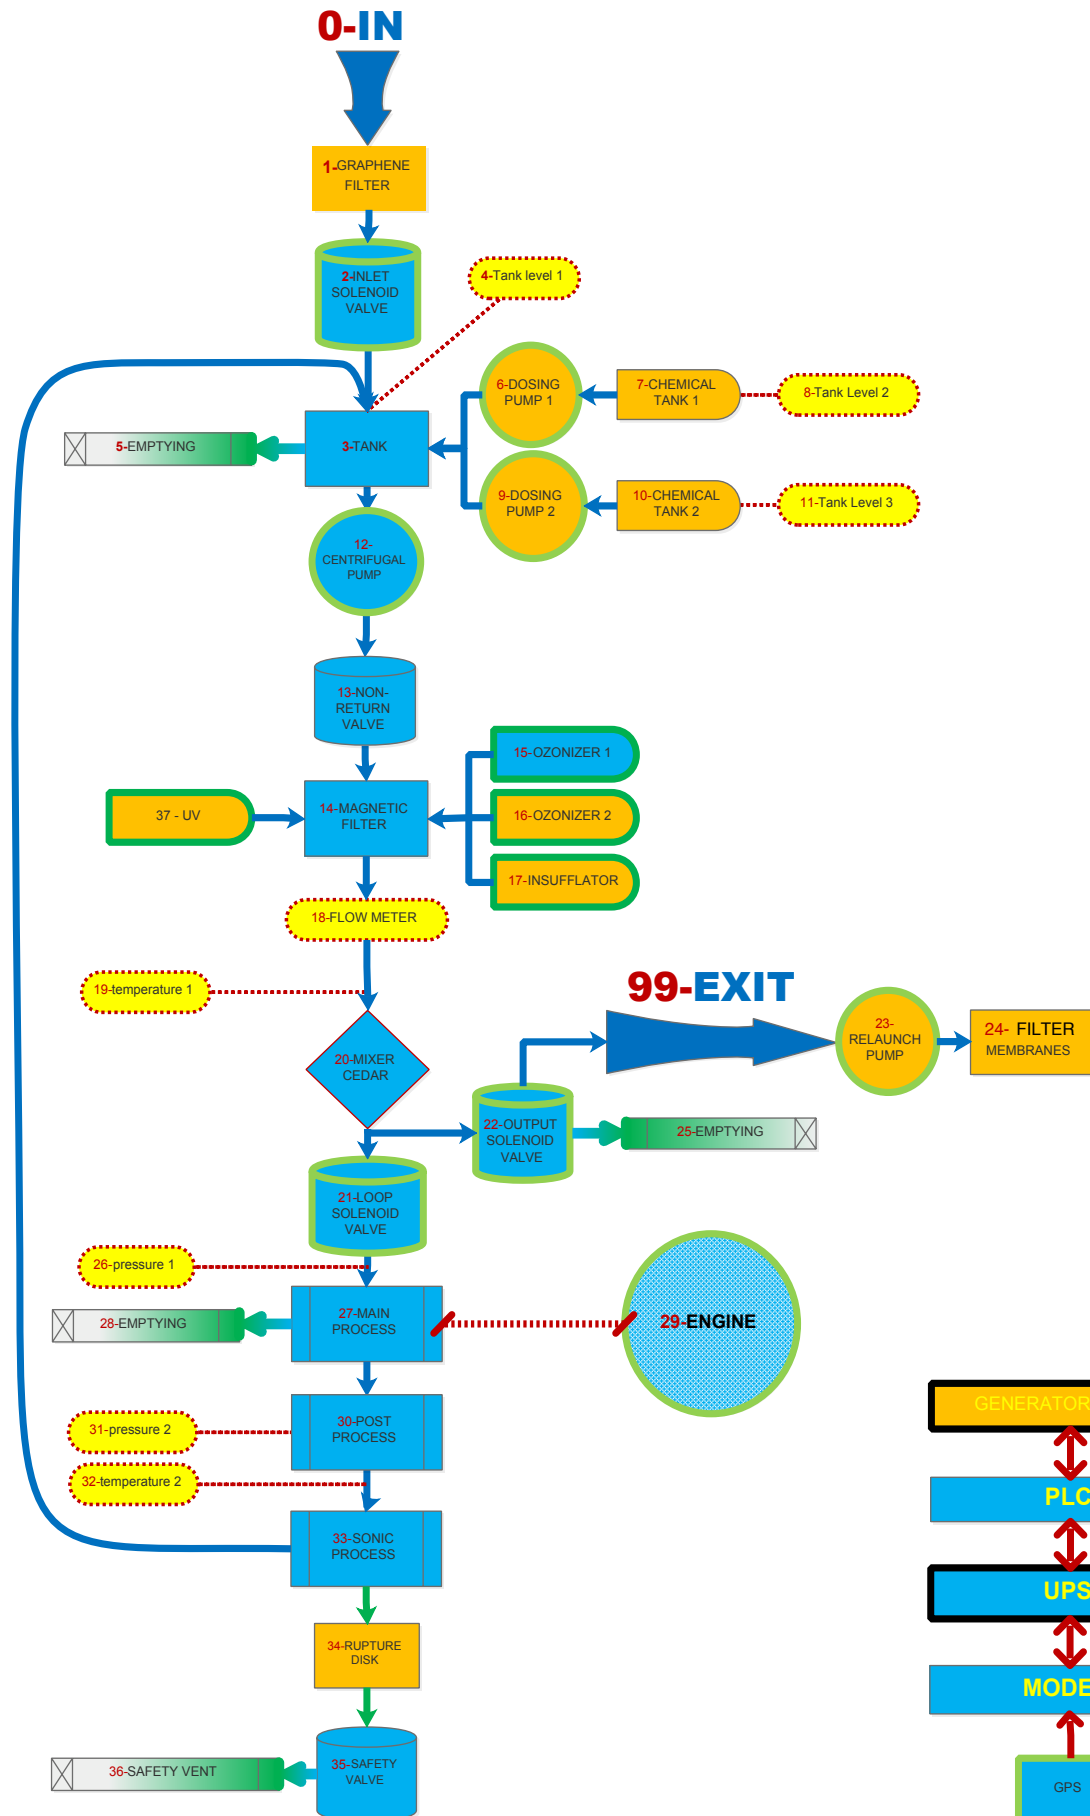 0-IN
1-GRAPHENE
FILTER
2-INLET
SOLENOID
VALVE
4-Tank level 1
6-DOSING
PUMP 1
7-CHEMICAL
TANK 1
8-Tank Level 2
5-EMPTYING
3-TANK
9-DOSING
PUMP 2
10-CHEMICAL
TANK 2
11-Tank Level 3
12-
CENTRIFUGAL
PUMP
13-NON-
RETURN
VALVE
15-OZONIZER 1
37 - UV
14-MAGNETIC
FILTER
16-OZONIZER 2
17-INSUFFLATOR
18-FLOW METER
19-temperature 1
99-EXIT
20-MIXER
CEDAR
23-
RELAUNCH
PUMP
24- FILTER
MEMBRANES
22-OUTPUT
SOLENOID
VALVE
25-EMPTYING
21-LOOP
SOLENOID
VALVE
26-pressure 1
27-MAIN
PROCESS
28-EMPTYING
29-ENGINE
30-POST
PROCESS
31-pressure 2
32-temperature 2
33-SONIC
PROCESS
34-RUPTURE
DISK
35-SAFETY
VALVE
36-SAFETY VENT
GENERATOR
PLC
UPS
MODE
GPS